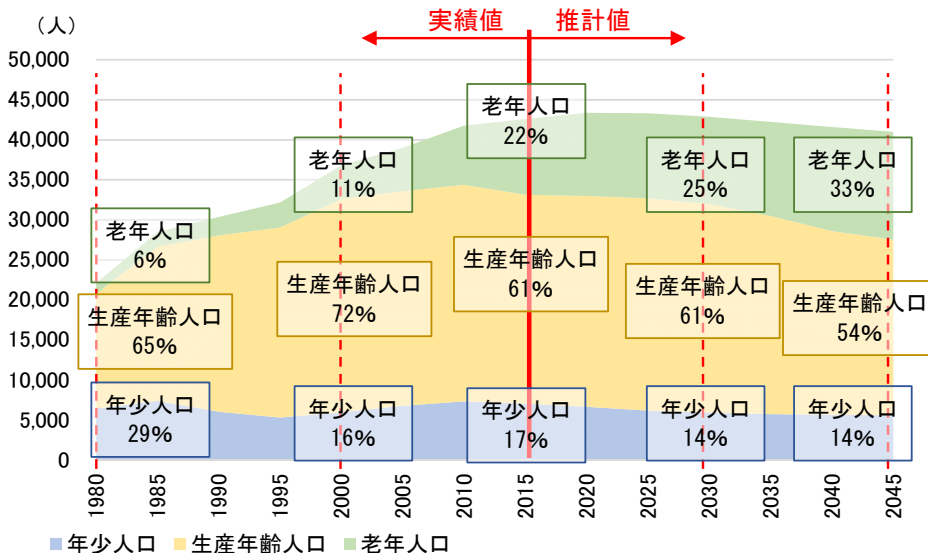 （人）
実績値
推計値
50,000
45,000
40,000
35,000
30,000
25,000
20,000
15,000
10,000
5,000
0
老年人口
6%
生産年齢人口
65%
年少人口
29%
老年人口
11%
生産年齢人口
72%
年少人口
16%
老年人口
22%
生産年齢人口
61%
年少人口
17%
老年人口
25%
生産年齢人口
61%
年少人口
14%
老年人口
33%
生産年齢人口
54%
年少人口
14%
1980
1985
1990
1995
2000
2005
2010
2015
2020
2025
2030
2035
2040
2045
年少人口 生産年齢人口 老年人口